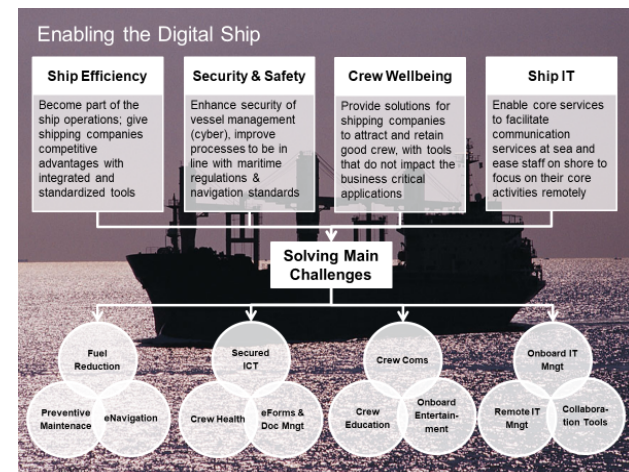 Enabling the Digital Ship
Ship Efficiency
Become part of the
ship operations; give
shipping companies
competitive
advantages with
integrated and
standardized tools
Security & Safety
Enhance security of
vessel management
(cyber), improve
processes to be in
line with maritime
regulations &
navigation standards
Crew Wellbeing
Provide solutions for
shipping companies
to attract and retain
good crew, with tools
that do not impact the
business critical
applications
Ship IT
Enable core services
to facilitate
communication
services at sea and
ease staff on shore to
focus on their core
activities remotely
Solving Main
Challenges
Fuel
Reduction
Preventive
Maintenace
eNavigation
Secured
ICT
Crew Health
eForms &
Doc Mngt
Crew Coms
Crew
Education
Onboard
Entertain-
ment
Onboard IT
Mngt
Remote IT
Mngt
Collabora-
tion Tools